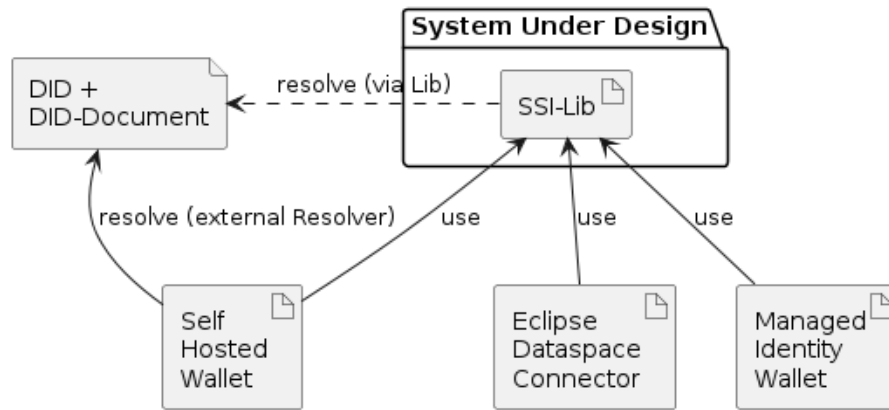 System Under Design
DID +
DID-Document
resolve (via Lib)
SSI-Lib
resolve (external Resolver)
use
use
use
Self
Hosted
Wallet
Eclipse
Dataspace
Connector
Managed
Identity
Wallet